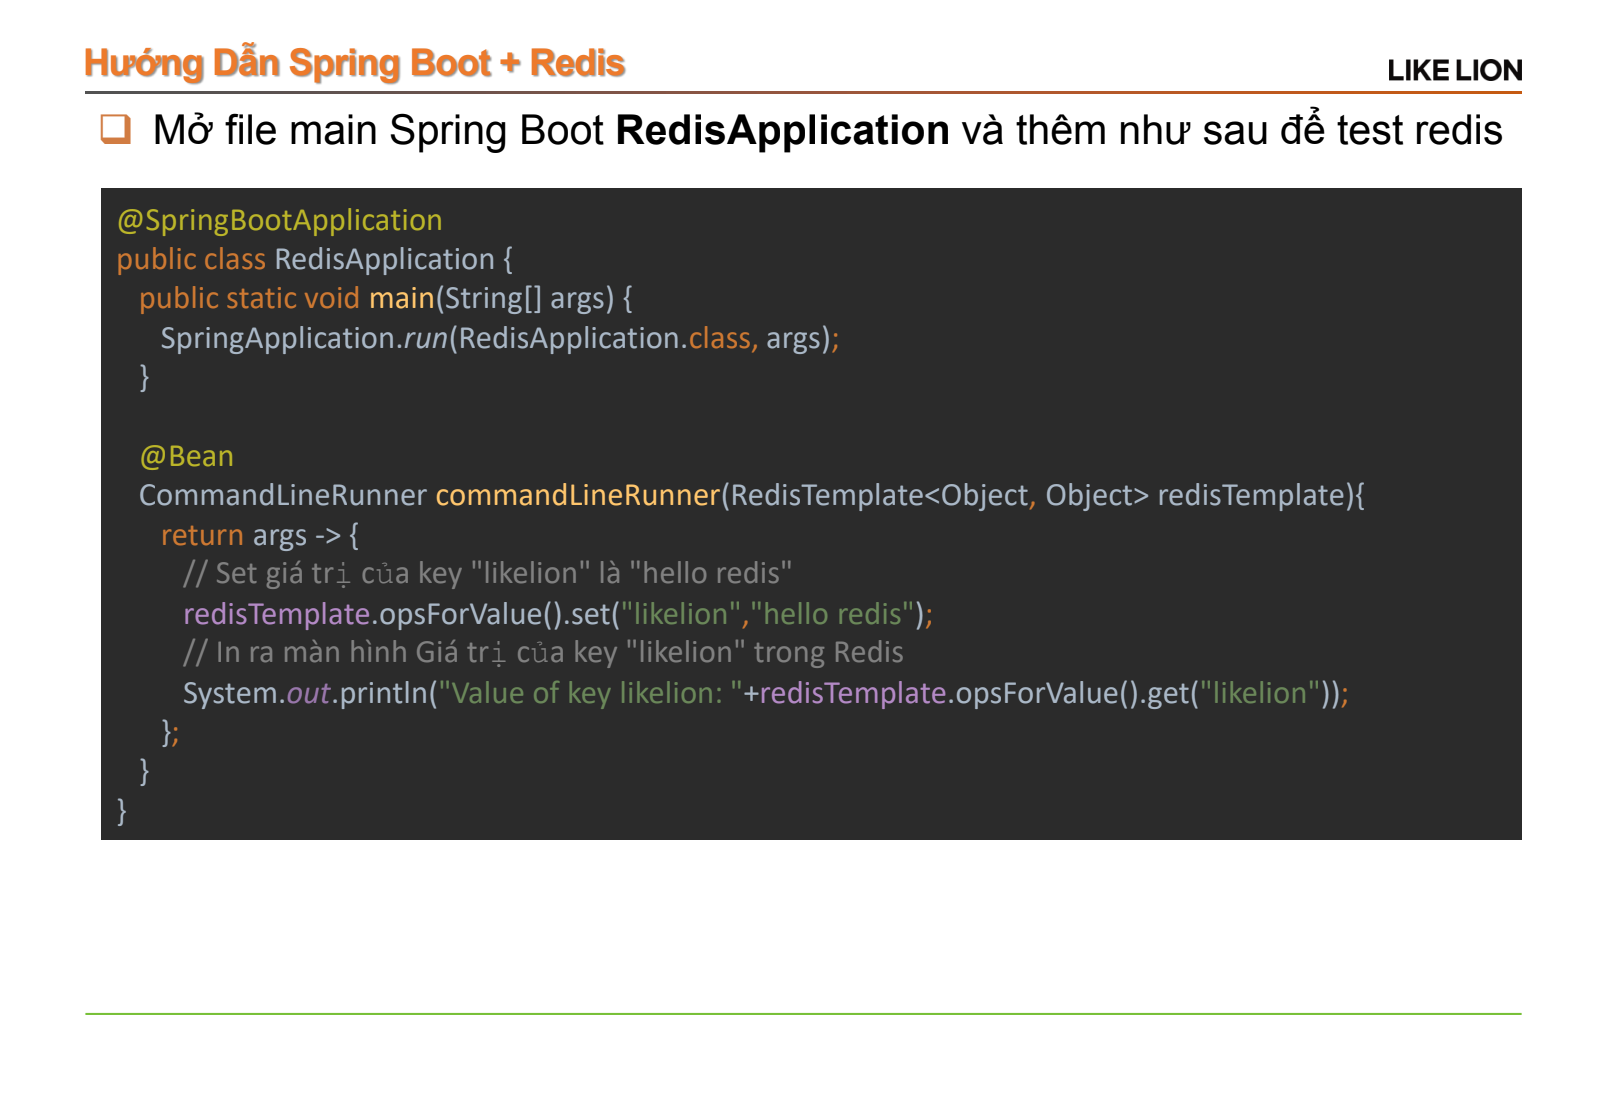 Hướng Dẫn Spring Boot + Redis
LIKE LION
Mở file main Spring Boot RedisApplication và thêm như sau để test redis
@SpringBootApplication
public class RedisApplication {
public static void main(String[] args) {
SpringApplication.run(RedisApplication.class, args);
}
@Bean
CommandLineRunner commandLineRunner(RedisTemplate<Object, Object> redisTemplate){
return args -> {
// Set giá trị của key "likelion" là "hello redis"
redisTemplate.opsForValue().set("likelion","hello redis");
// In ra màn hình Giá trị của key "likelion" trong Redis
System.out.println("Value of key likelion: "+redisTemplate.opsForValue().get("likelion"));
};
}
}